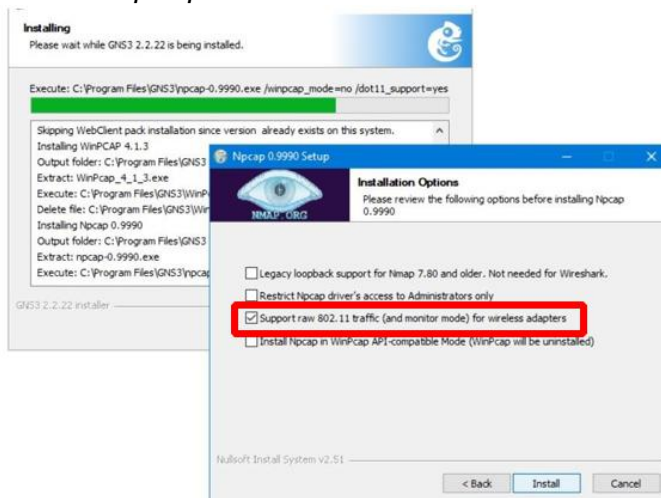 Installing
Please wait while GNS3 2.2.22 is being installed.
Execute: C:\Program Files\GNS3\npcap-0.9990.exe /winpcap_mode=no /dot11_support=yes
Skipping WebClient pack installation since version already exists on this system.
Installing WinPCAP 4.1.3
Output folder: C:\Program Files\GNS3
Extract: WinPcap_4_1_3.exe
Execute: C:\Program Files\GNS3\WinP
Delete file: C:\Program Files\GNS3\Win
Installing Npcap 0.9990
Output folder: C:\Program Files\GNS3
Extract: npcap-0.9990.exe
Execute: C:\Program Files\GNS3\npcap
GNS3 2.2.22 installer
Npcap 0.9990 Setup
NMAP.ORG
Installation Options
Please review the following options before installing Npcap
0.9990
Legacy loopback support for Nmap 7.80 and older. Not needed for Wireshark.
Restrict Npcap driver's access to Administrators only
Support raw 802.11 traffic (and monitor mode) for wireless adapters
Install Npcap in WinPcap API-compatible Mode (WinPcap will be uninstalled)
Nullsoft Install System v2.51
< Back Install Cancel